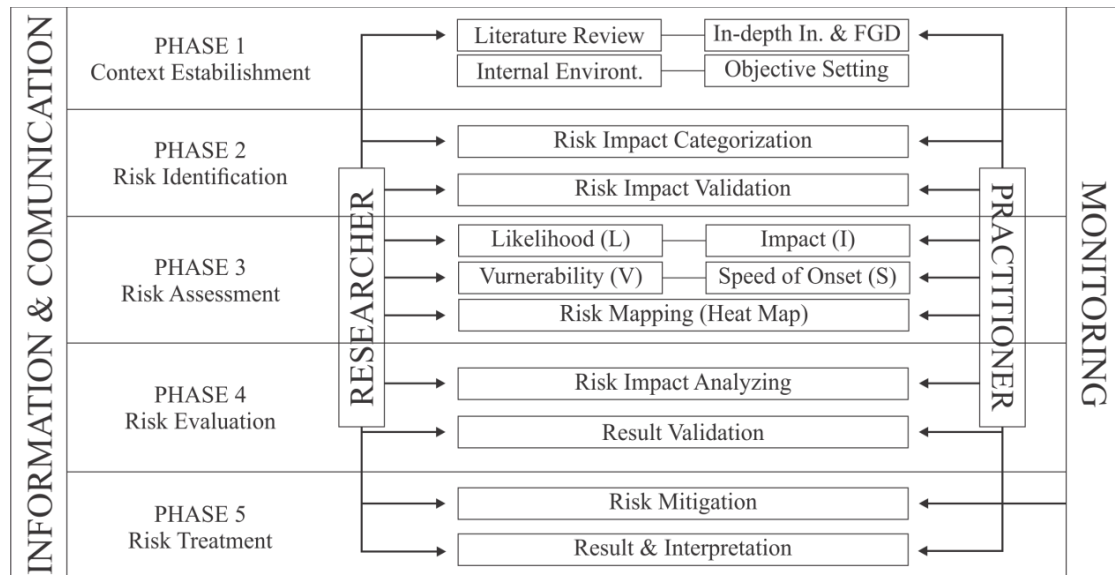 INFORMATION & COMUNICATION
PHASE 1
Context Estabilishment
Literature Review
In-depth In. & FGD
Internal Environt.
Objective Setting
PHASE 2
Risk Identification
Risk Impact Categorization
Risk Impact Validation
RESEARCHER
PRACTITIONER
MONITORING
PHASE 3
Risk Assessment
Likelihood (L)
Impact (I)
Vurnerability (V)
Speed of Onset (S)
Risk Mapping (Heat Map)
PHASE 4
Risk Evaluation
Risk Impact Analyzing
Result Validation
PHASE 5
Risk Treatment
Risk Mitigation
Result & Interpretation